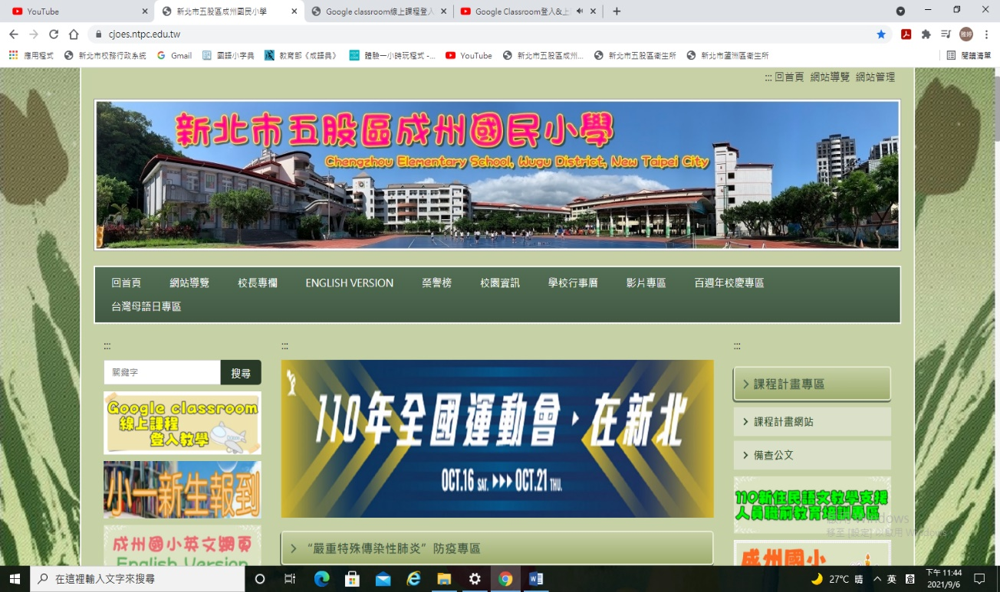 YouTube
新北市五股區成州國民小學
Google classroom線上課程登入
Google Classroom登入&上
cjoes.ntpc.edu.tw
雅婷
應用程式 新北市校務行政系統 Gmail 國語小字典 教育部《成語典》 體驗一小時玩程式 -... YouTube 新北市五股區成州... 新北市五股區衛生所 新北市蘆洲區衛生所 閱讀清單
::: 回首頁 網站導覽 網站管理
新北市五股區成州國民小學
Chengzhou Elementary School, Wugu District, New Taipei City
回首頁 網站導覽 校長專欄 ENGLISH VERSION 榮譽榜 校園資訊 學校行事曆 影片專區 百週年校慶專區
台灣母語日專區
:::
關鍵字 搜尋
Google classroom
線上課程
登入教學
小一新生報到
成州國小英文網頁
English Version
:::
110年全國運動會 在新北
OCT.16 SAT. OCT.21 THU.
“嚴重特殊傳染性肺炎” 防疫專區
:::
課程計畫專區
課程計畫網站
備查公文
110新住民語文教學支援
人員職前教育培訓專區
成州國小
啟用 Windows
移至 [設定] 以啟用 Windows。
在這裡輸入文字來搜尋
27°C 晴
英
下午 11:44
2021/9/6